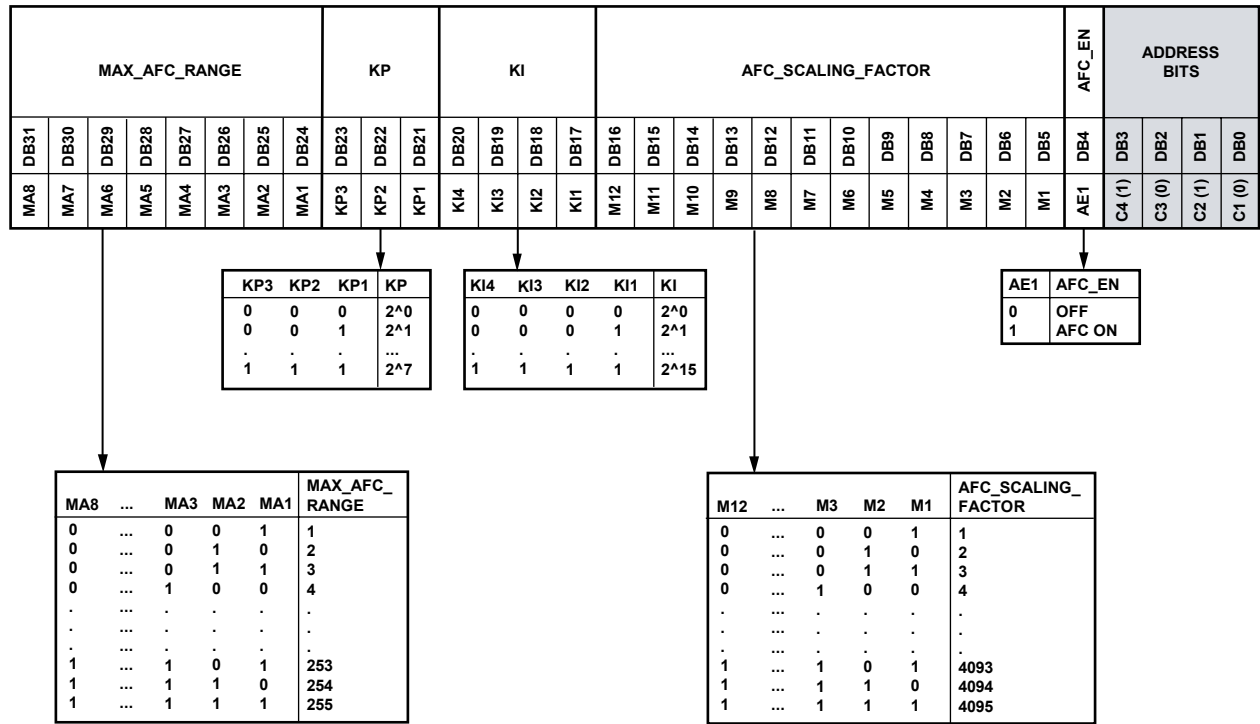 MAX_AFC_RANGE KP KI AFC_SCALING_FACTOR AFC_EN ADDRESS BITS
DB31 DB30 DB29 DB28 DB27 DB26 DB25 DB24 DB23 DB22 DB21 DB20 DB19 DB18 DB17 DB16 DB15 DB14 DB13 DB12 DB11 DB10 DB9 DB8 DB7 DB6 DB5 DB4 DB3 DB2 DB1 DB0
MA8 MA7 MA6 MA5 MA4 MA3 MA2 MA1 KP3 KP2 KP1 KI4 KI3 KI2 KI1 M12 M11 M10 M9 M8 M7 M6 M5 M4 M3 M2 M1 AE1 C4 (1) C3 (0) C2 (1) C1 (0)
KP3 KP2 KP1 KP
0 0 0 2^0
0 0 1 2^1
. . . ...
1 1 1 2^7
KI4 KI3 KI2 KI1 KI
0 0 0 0 2^0
0 0 0 1 2^1
. . . . ...
1 1 1 1 2^15
AE1 AFC_EN
0 OFF
1 AFC ON
MA8 ... MA3 MA2 MA1 MAX_AFC_
RANGE
0 ... 0 0 1 1
0 ... 0 1 0 2
0 ... 0 1 1 3
0 ... 1 0 0 4
. ... . . . .
. ... . . . .
. ... . . . .
1 ... 1 0 1 253
1 ... 1 1 0 254
1 ... 1 1 1 255
M12 ... M3 M2 M1 AFC_SCALING_
FACTOR
0 ... 0 0 1 1
0 ... 0 1 0 2
0 ... 0 1 1 3
0 ... 1 0 0 4
. ... . . . .
. ... . . . .
. ... . . . .
1 ... 1 0 1 4093
1 ... 1 1 0 4094
1 ... 1 1 1 4095